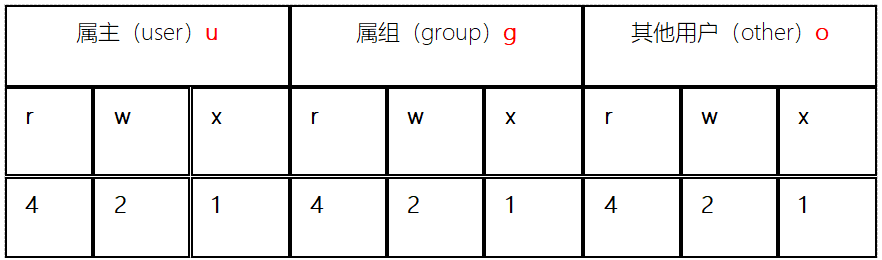 属主（user）u 属组（group）g 其他用户（other）o
r w x r w x r w x
4 2 1 4 2 1 4 2 1